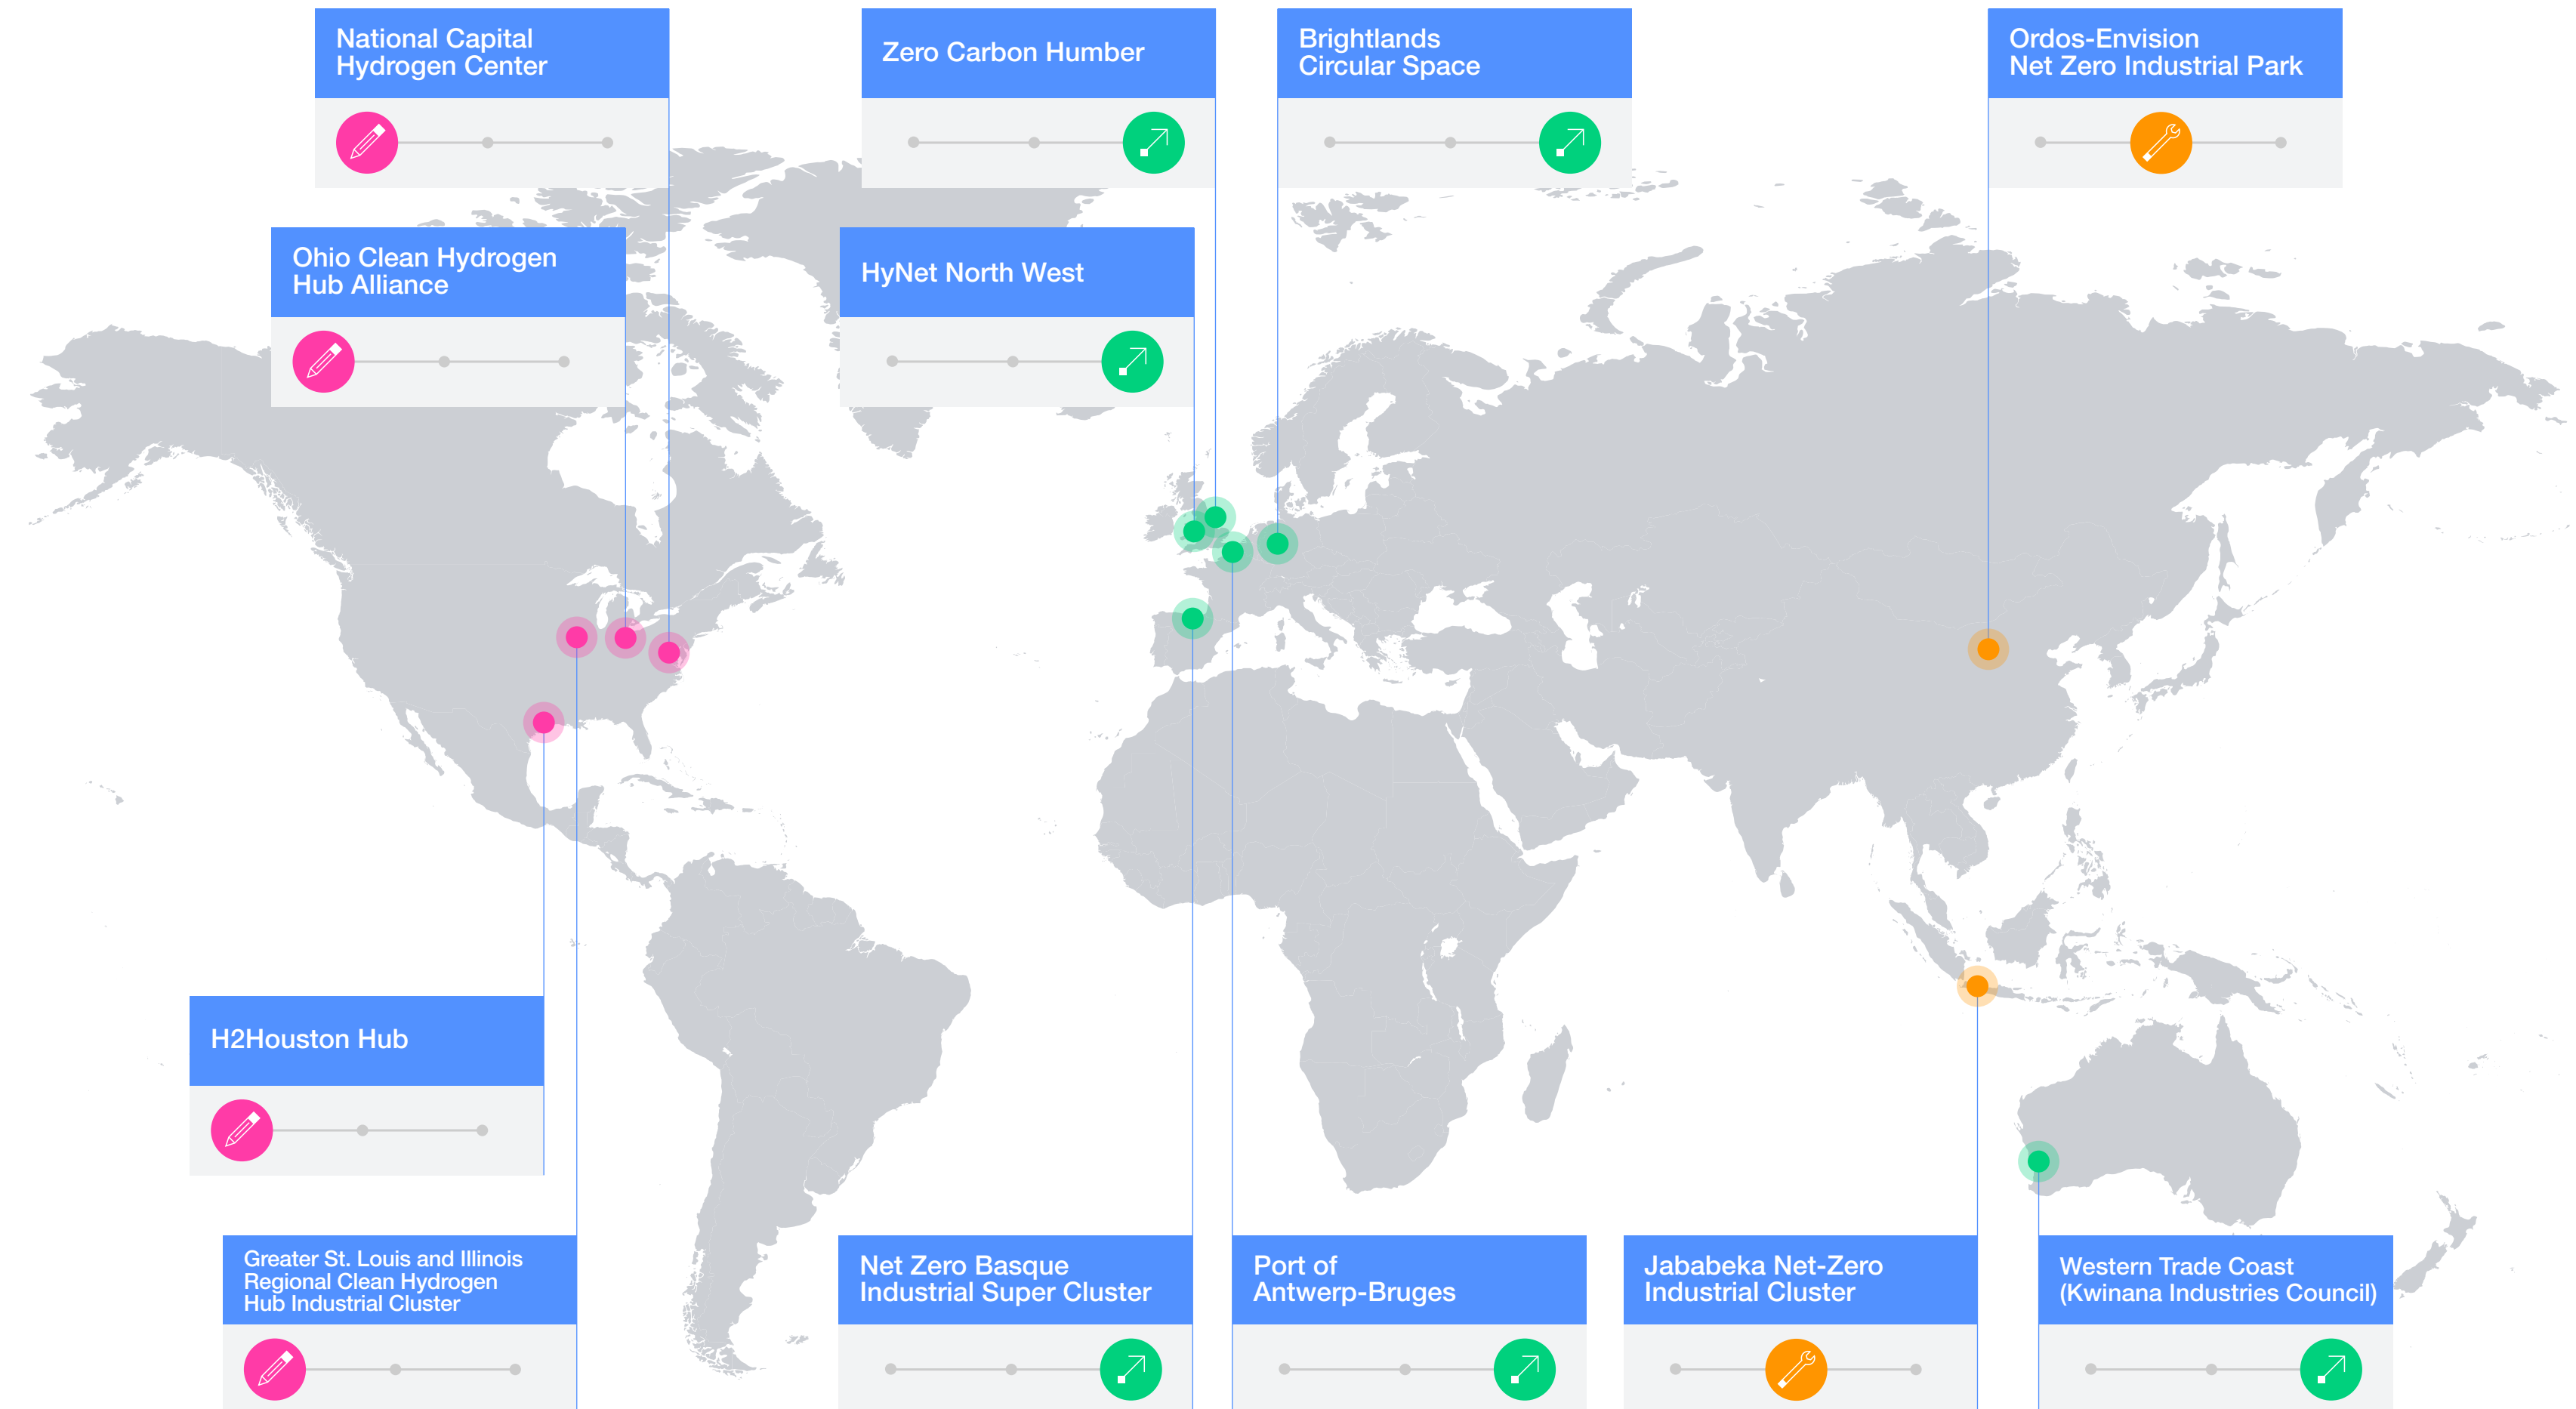 National Capital
Hydrogen Center
Zero Carbon Humber
Brightlands
Circular Space
Ordos-Envision
Net Zero Industrial Park
Ohio Clean Hydrogen
Hub Alliance
HyNet North West
H2Houston Hub
Greater St. Louis and Illinois
Regional Clean Hydrogen
Hub Industrial Cluster
Net Zero Basque
Industrial Super Cluster
Port of
Antwerp-Bruges
Jababeka Net-Zero
Industrial Cluster
Western Trade Coast
(Kwinana Industries Council)